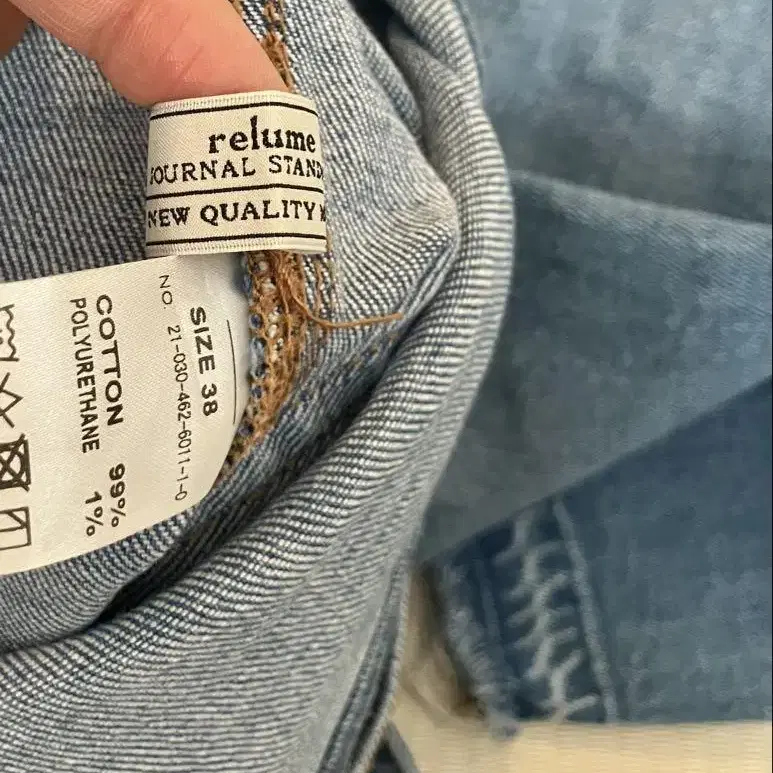 relume
JOURNAL STAND
NEW QUALITY
SIZE 38
NO. 21-030-462-6011-1-0
COTTON 99%
POLYURETHANE 1%